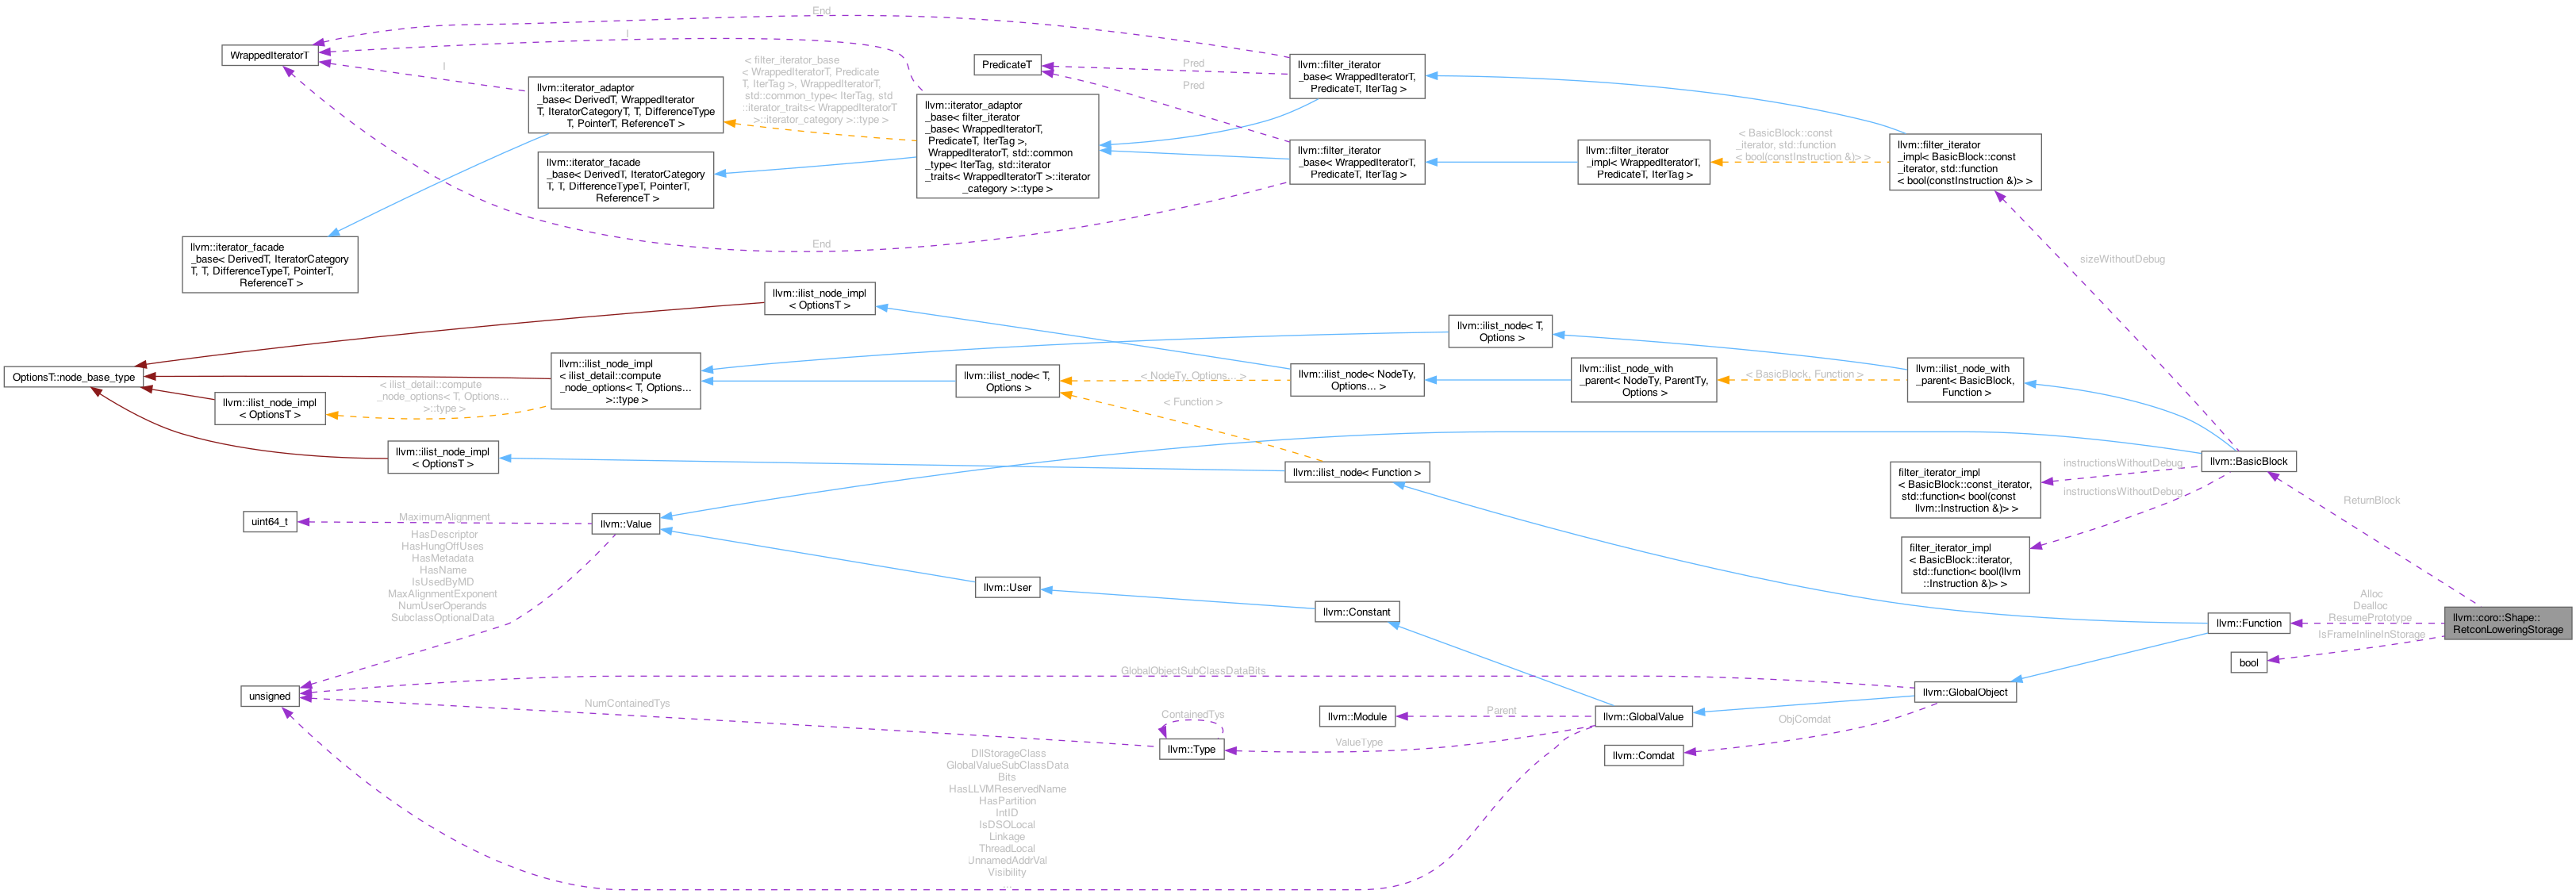 End
I
WrappedIteratorT
I
llvm::iterator_adaptor
_base< DerivedT, WrappedIterator
T, IteratorCategoryT, T, DifferenceType
T, PointerT, ReferenceT >
< filter_iterator_base
< WrappedIteratorT, Predicate
T, IterTag >, WrappedIteratorT,
std::common_type< IterTag, std
::iterator_traits< WrappedIteratorT
>::iterator_category >::type >
PredicateT
Pred
Pred
llvm::filter_iterator
_base< WrappedIteratorT,
PredicateT, IterTag >
llvm::iterator_adaptor
_base< filter_iterator
_base< WrappedIteratorT,
PredicateT, IterTag >,
WrappedIteratorT, std::common
_type< IterTag, std::iterator
_traits< WrappedIteratorT >::iterator
_category >::type >
llvm::iterator_facade
_base< DerivedT, IteratorCategory
T, T, DifferenceTypeT, PointerT,
ReferenceT >
llvm::filter_iterator
_base< WrappedIteratorT,
PredicateT, IterTag >
llvm::filter_iterator
_impl< WrappedIteratorT,
PredicateT, IterTag >
< BasicBlock::const
_iterator, std::function
< bool(constInstruction &)> >
llvm::filter_iterator
_impl< BasicBlock::const
_iterator, std::function
< bool(constInstruction &)> >
End
llvm::iterator_facade
_base< DerivedT, IteratorCategory
T, T, DifferenceTypeT, PointerT,
ReferenceT >
sizeWithoutDebug
llvm::ilist_node_impl
< OptionsT >
llvm::ilist_node< T,
Options >
OptionsT::node_base_type
llvm::ilist_node_impl
< OptionsT >
< ilist_detail::compute
_node_options< T, Options...
>::type >
llvm::ilist_node_impl
< ilist_detail::compute
_node_options< T, Options...
>::type >
llvm::ilist_node< T,
Options >
< NodeTy, Options... >
< Function >
llvm::ilist_node< NodeTy,
Options... >
llvm::ilist_node_with
_parent< NodeTy, ParentTy,
Options >
< BasicBlock, Function >
llvm::ilist_node_with
_parent< BasicBlock,
Function >
llvm::ilist_node_impl
< OptionsT >
llvm::ilist_node< Function >
llvm::BasicBlock
instructionsWithoutDebug
instructionsWithoutDebug
filter_iterator_impl
< BasicBlock::const_iterator,
std::function< bool(const
llvm::Instruction &)> >
filter_iterator_impl
< BasicBlock::iterator,
std::function< bool(llvm
::Instruction &)> >
ReturnBlock
uint64_t
MaximumAlignment
llvm::Value
HasDescriptor
HasHungOffUses
HasMetadata
HasName
IsUsedByMD
MaxAlignmentExponent
NumUserOperands
SubclassOptionalData
llvm::User
llvm::Constant
llvm::Function
Alloc
Dealloc
ResumePrototype
IsFrameInlineInStorage
llvm::coro::Shape::
RetconLoweringStorage
bool
unsigned
GlobalObjectSubClassDataBits
NumContainedTys
ContainedTys
llvm::Type
llvm::Module
Parent
ValueType
llvm::GlobalValue
llvm::GlobalObject
ObjComdat
llvm::Comdat
DllStorageClass
GlobalValueSubClassData
Bits
HasLLVMReservedName
HasPartition
IntID
IsDSOLocal
Linkage
ThreadLocal
UnnamedAddrVal
Visibility